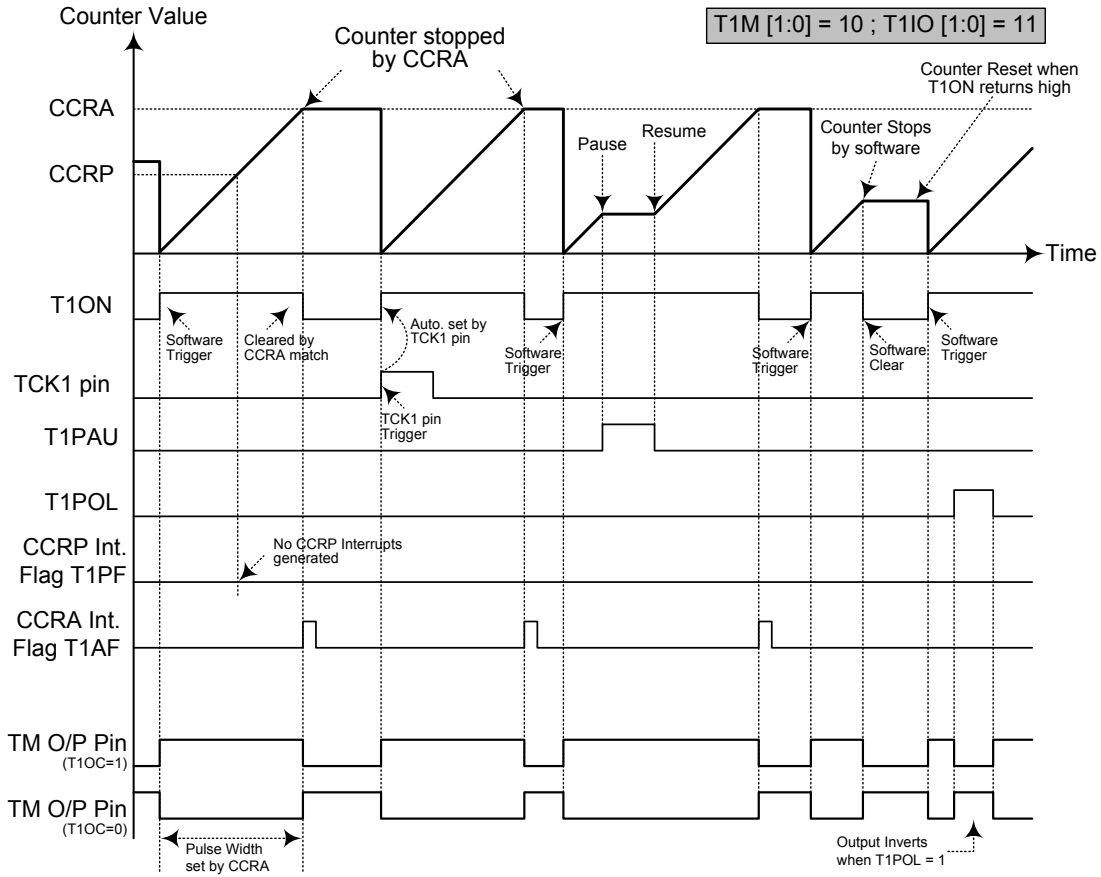 Counter Value
T1M [1:0] = 10 ; T1IO [1:0] = 11
Counter stopped
by CCRA
Counter Reset when
T1ON returns high
CCRA
Pause
Resume
Counter Stops
by software
CCRP
Time
T1ON
Software
Trigger
Cleared by
CCRA match
Auto. set by
TCK1 pin
Software
Trigger
Software
Trigger
Software
Clear
Software
Trigger
TCK1 pin
TCK1 pin
Trigger
T1PAU
T1POL
CCRP Int.
Flag T1PF
No CCRP Interrupts
generated
CCRA Int.
Flag T1AF
TM O/P Pin
(T1OC=1)
TM O/P Pin
(T1OC=0)
Pulse Width
set by CCRA
Output Inverts
when T1POL = 1